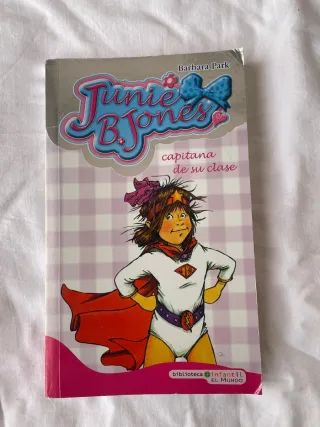 Barbara Park
Junie
B. Jones
capitana
de su clase
biblioteca infantil
EL MUNDO